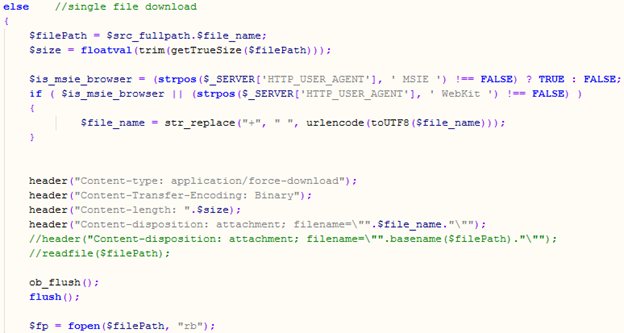 else    //single file download
{
    $filePath = $src_fullpath.$file_name;
    $size = floatval(trim(getTrueSize($filePath)));
    $is_msie_browser = (strpos($_SERVER['HTTP_USER_AGENT'], ' MSIE ') !== FALSE) ? TRUE : FALSE;
    if ( $is_msie_browser || (strpos($_SERVER['HTTP_USER_AGENT'], ' WebKit ') !== FALSE) )
    {
            $file_name = str_replace("+", " ", urlencode(toUTF8($file_name)));
    }
    header("Content-type: application/force-download");
    header("Content-Transfer-Encoding: Binary");
    header("Content-length: ".$size);
    header("Content-disposition: attachment; filename=\"".$file_name."\"");
    //header("Content-disposition: attachment; filename=\"".basename($filePath)."\"");
    //readfile($filePath);
    ob_flush();
    flush();
    $fp = fopen($filePath, "rb");